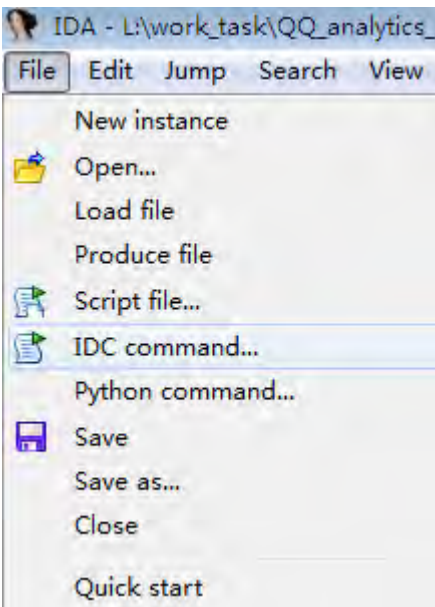 IDA - L:\work_task\QQ_analytics_
File Edit Jump Search View
New instance
Open...
Load file
Produce file
Script file...
IDC command...
Python command...
Save
Save as...
Close
Quick start